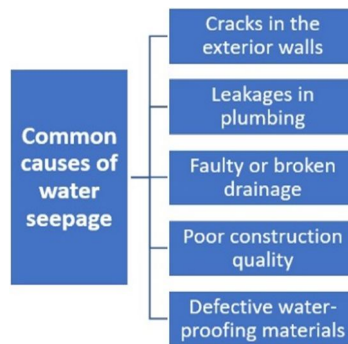 Common
causes of
water
seepage
Cracks in the
exterior walls
Leakages in
plumbing
Faulty or broken
drainage
Poor construction
quality
Defective water-
proofing materials